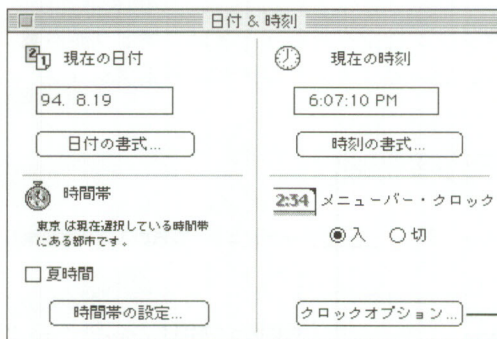 日付 & 時刻
現在の日付
94. 8.19
日付の書式...
現在の時刻
6:07:10 PM
時刻の書式...
時間帯
東京 は現在選択している時間帯
にある都市です。
夏時間
時間帯の設定...
2:34 メニューバー・クロック
入 切
クロックオプション...